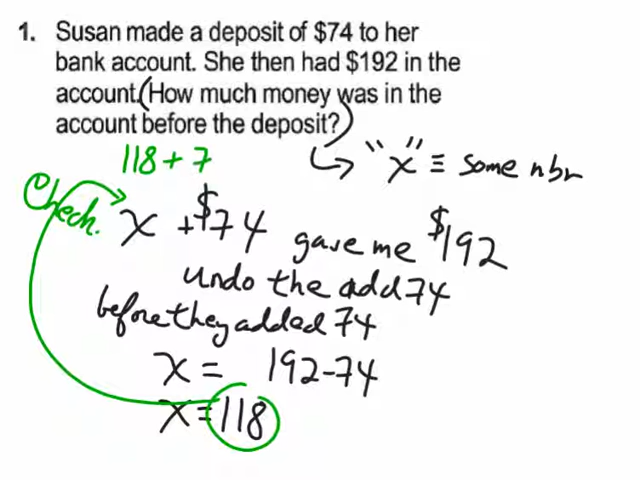 1. Susan made a deposit of $74 to her
bank account. She then had $192 in the
account. (How much money was in the
account before the deposit?)
118 + 7
"x" ≡ some nbr
Check.
x + $74 gave me $192
undo the add 74
before they added 74
x = 192-74
x = 118